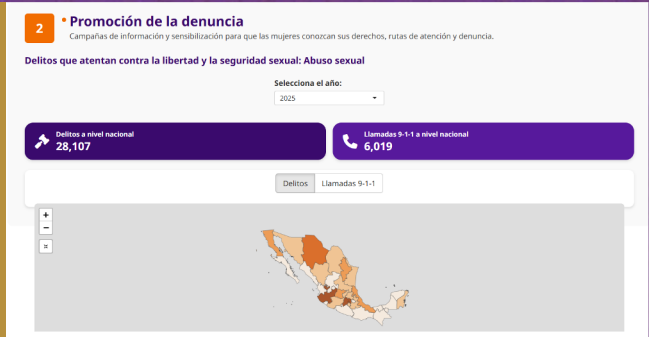 2
Promoción de la denuncia
Campañas de información y sensibilización para que las mujeres conozcan sus derechos, rutas de atención y denuncia.
Delitos que atentan contra la libertad y la seguridad sexual: Abuso sexual
Selecciona el año:
2025
Delitos a nivel nacional
28,107
Llamadas 9-1-1 a nivel nacional
6,019
Delitos
Llamadas 9-1-1
+
−